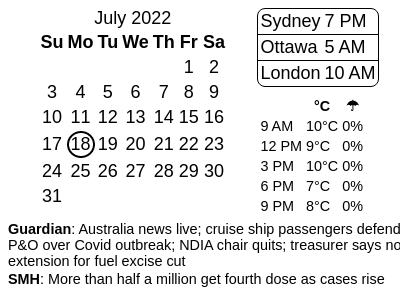 July 2022
Su Mo Tu We Th Fr Sa
1 2
3 4 5 6 7 8 9
10 11 12 13 14 15 16
17 18 19 20 21 22 23
24 25 26 27 28 29 30
31
Sydney 7 PM
Ottawa 5 AM
London 10 AM
°C ☂
9 AM 10°C 0%
12 PM 9°C 0%
3 PM 10°C 0%
6 PM 7°C 0%
9 PM 8°C 0%
Guardian: Australia news live; cruise ship passengers defend
P&O over Covid outbreak; NDIA chair quits; treasurer says no
extension for fuel excise cut
SMH: More than half a million get fourth dose as cases rise